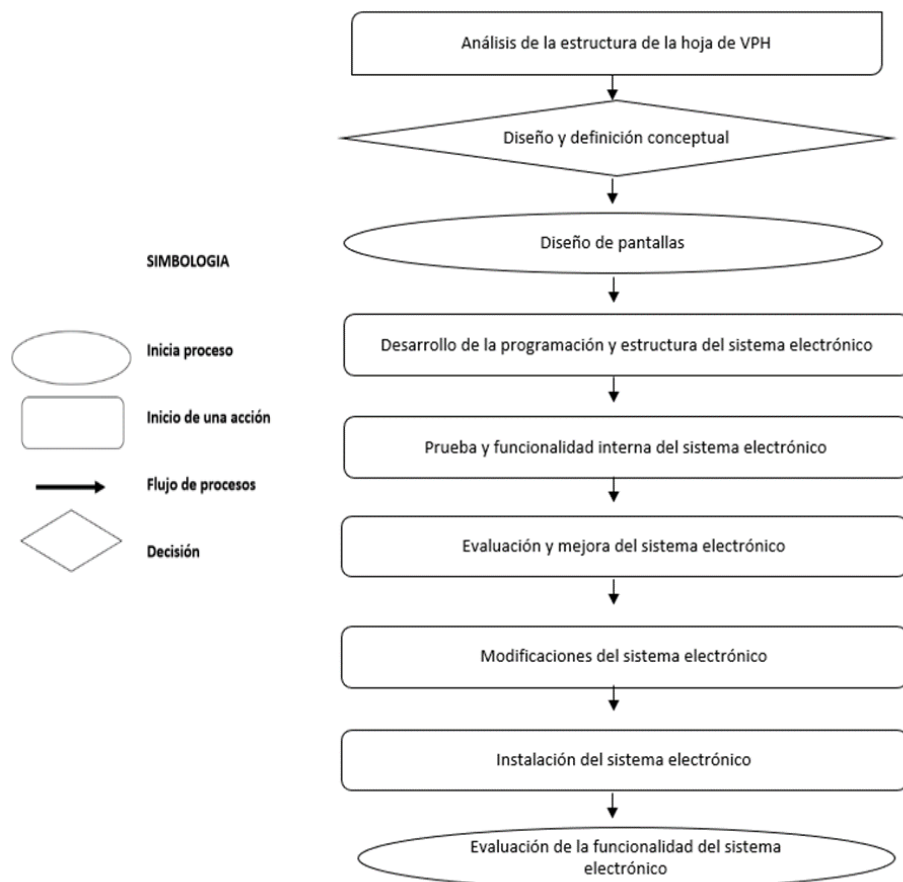 Análisis de la estructura de la hoja de VPH
Diseño y definición conceptual
Diseño de pantallas
SIMBOLOGIA
Inicia proceso
Inicio de una acción
Flujo de procesos
Decisión
Desarrollo de la programación y estructura del sistema electrónico
Prueba y funcionalidad interna del sistema electrónico
Evaluación y mejora del sistema electrónico
Modificaciones del sistema electrónico
Instalación del sistema electrónico
Evaluación de la funcionalidad del sistema
electrónico